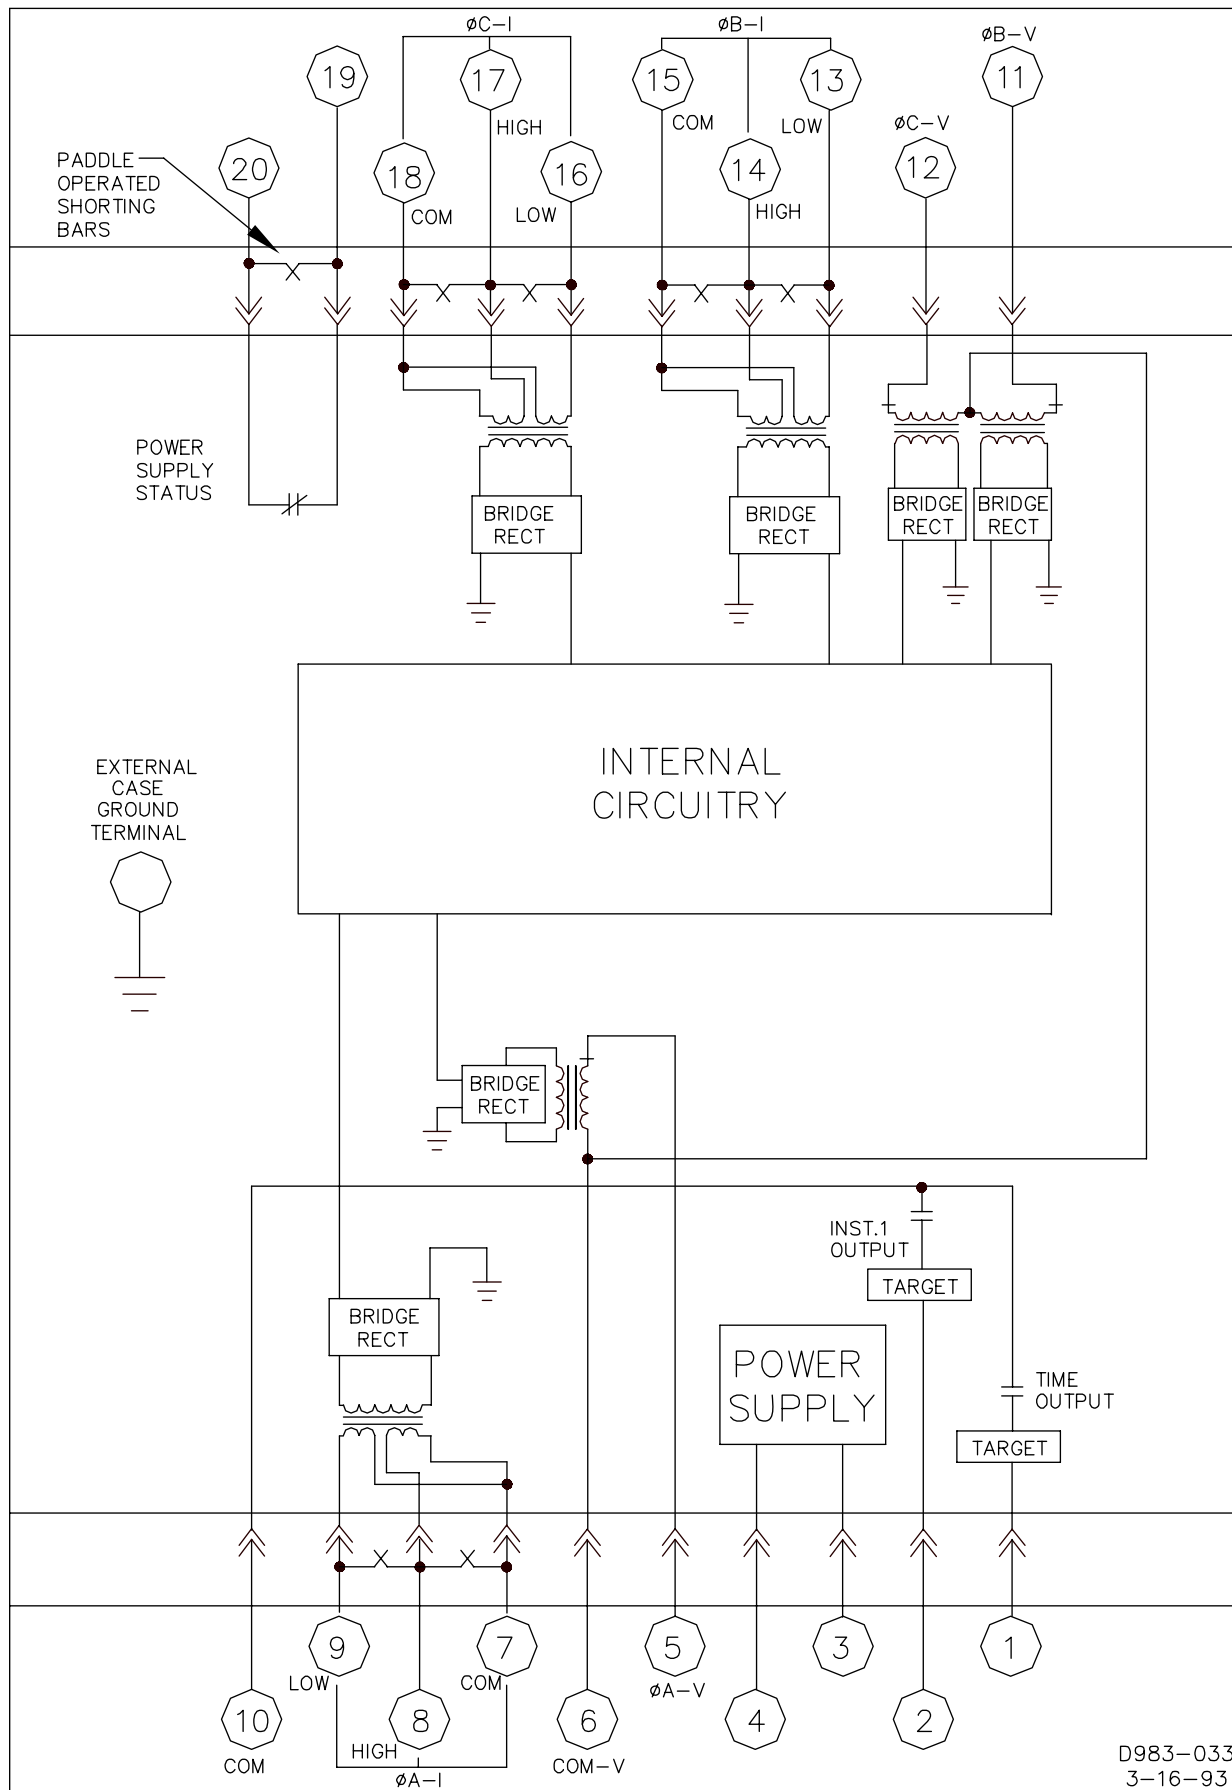 øC-I
øB-I
øB-V
19
17
15
13
11
HIGH
COM
LOW
øC-V
PADDLE
OPERATED
SHORTING
BARS
20
18
16
14
12
COM
LOW
HIGH
POWER
SUPPLY
STATUS
BRIDGE
RECT
BRIDGE
RECT
BRIDGE
RECT
BRIDGE
RECT
INTERNAL
CIRCUITRY
EXTERNAL
CASE
GROUND
TERMINAL
BRIDGE
RECT
INST.1
OUTPUT
TARGET
BRIDGE
RECT
POWER
SUPPLY
TIME
OUTPUT
TARGET
9
7
5
3
1
LOW
COM
øA-V
10
8
6
4
2
COM
HIGH
øA-I
COM-V
D983-033
3-16-93